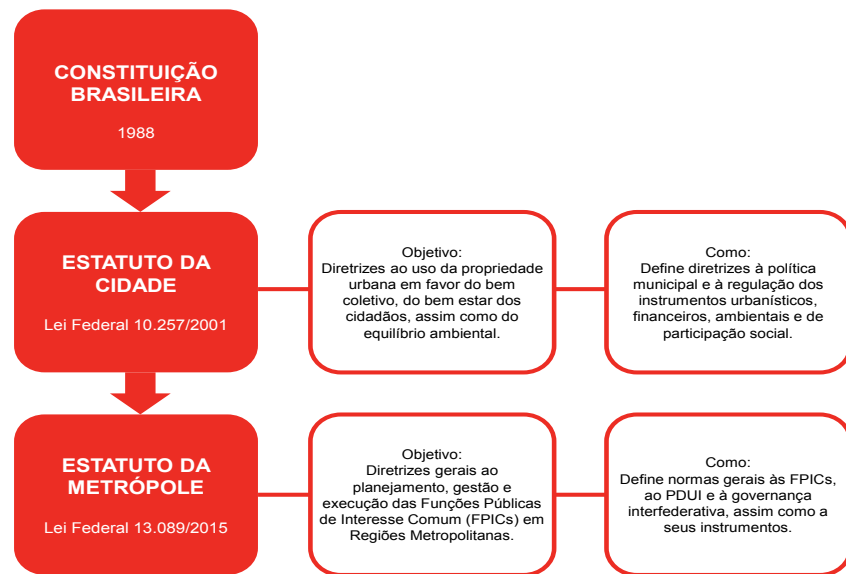 CONSTITUIÇÃO
BRASILEIRA
1988
ESTATUTO DA
CIDADE
Lei Federal 10.257/2001
Objetivo:
Diretrizes ao uso da propriedade
urbana em favor do bem
coletivo, do bem estar dos
cidadãos, assim como do
equilíbrio ambiental.
Como:
Define diretrizes à política
municipal e à regulação dos
instrumentos urbanísticos,
financeiros, ambientais e de
participação social.
ESTATUTO DA
METRÓPOLE
Lei Federal 13.089/2015
Objetivo:
Diretrizes gerais ao
planejamento, gestão e
execução das Funções Públicas
de Interesse Comum (FPICs) em
Regiões Metropolitanas.
Como:
Define normas gerais às FPICs,
ao PDUI e à governança
interfederativa, assim como a
seus instrumentos.